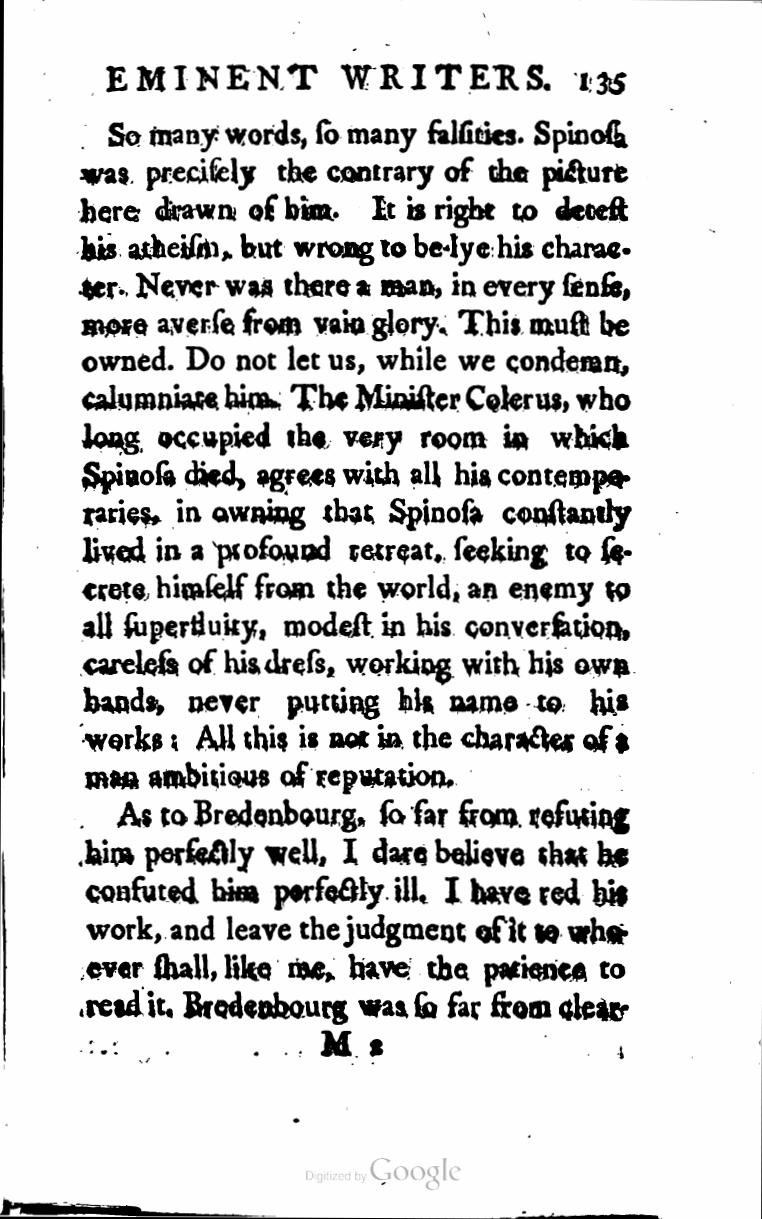 EMINENT WRITERS. 135
So many words, ſo many falſities. Spinoſa
was preciſely the contrary of the picture
here drawn of him. It is right to deteſt
his atheiſm, but wrong to be-lye his charac-
ter. Never was there a man, in every ſenſe,
more averſe from vain glory. This muſt be
owned. Do not let us, while we condemn,
calumniate him. The Miniſter Colerus, who
long occupied the very room in which
Spinoſa died, agrees with all his contempo-
raries, in owning that Spinoſa conſtantly
lived in a profound retreat, ſeeking to ſe-
crete himſelf from the world, an enemy to
all ſuperfluity, modeſt in his converſation,
careleſs of his dreſs, working with his own
hands, never putting his name to his
works: All this is not in the character of a
man ambitious of reputation.
As to Bredenbourg, ſo far from refuting
him perfectly well, I dare believe that he
confuted him perfectly ill. I have red his
work, and leave the judgment of it to who-
ever ſhall, like me, have the patience to
read it. Bredenbourg was ſo far from clear-
M 2
Digitized by Google